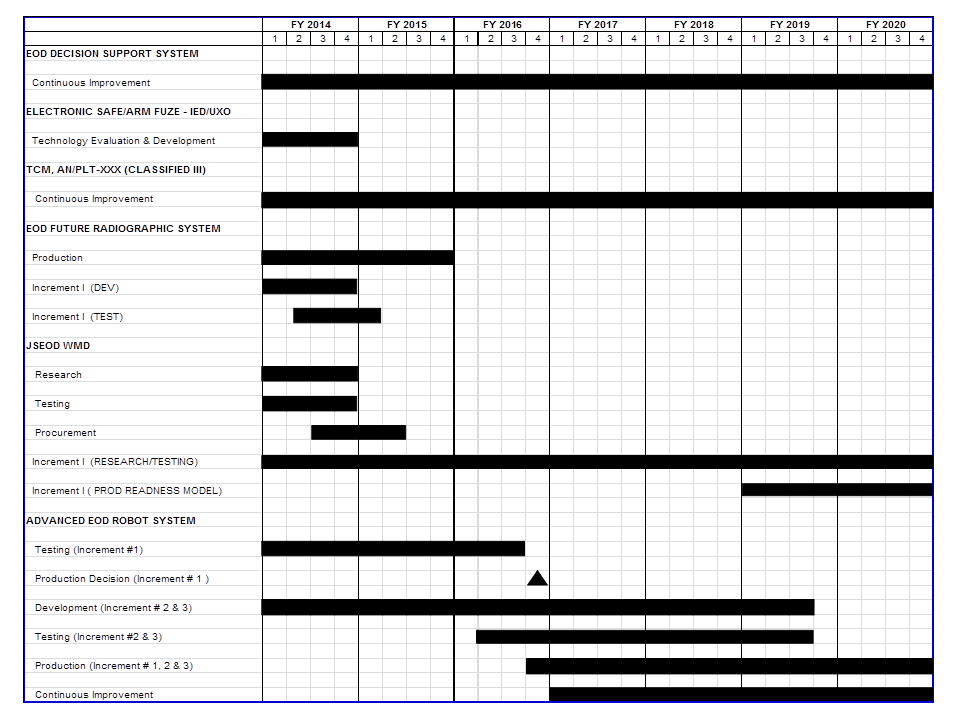 FY 2014 FY 2015 FY 2016 FY 2017 FY 2018 FY 2019 FY 2020
1 2 3 4 1 2 3 4 1 2 3 4 1 2 3 4 1 2 3 4 1 2 3 4 1 2 3 4
EOD DECISION SUPPORT SYSTEM
Continuous Improvement
ELECTRONIC SAFE/ARM FUZE - IED/UXO
Technology Evaluation & Development
TCM, AN/PLT-XXX (CLASSIFIED III)
Continuous Improvement
EOD FUTURE RADIOGRAPHIC SYSTEM
Production
Increment I (DEV)
Increment I (TEST)
JSEOD WMD
Research
Testing
Procurement
Increment I (RESEARCH/TESTING)
Increment I ( PROD READNESS MODEL)
ADVANCED EOD ROBOT SYSTEM
Testing (Increment #1)
Production Decision (Increment # 1 )
Development (Increment # 2 & 3)
Testing (Increment #2 & 3)
Production (Increment # 1, 2 & 3)
Continuous Improvement